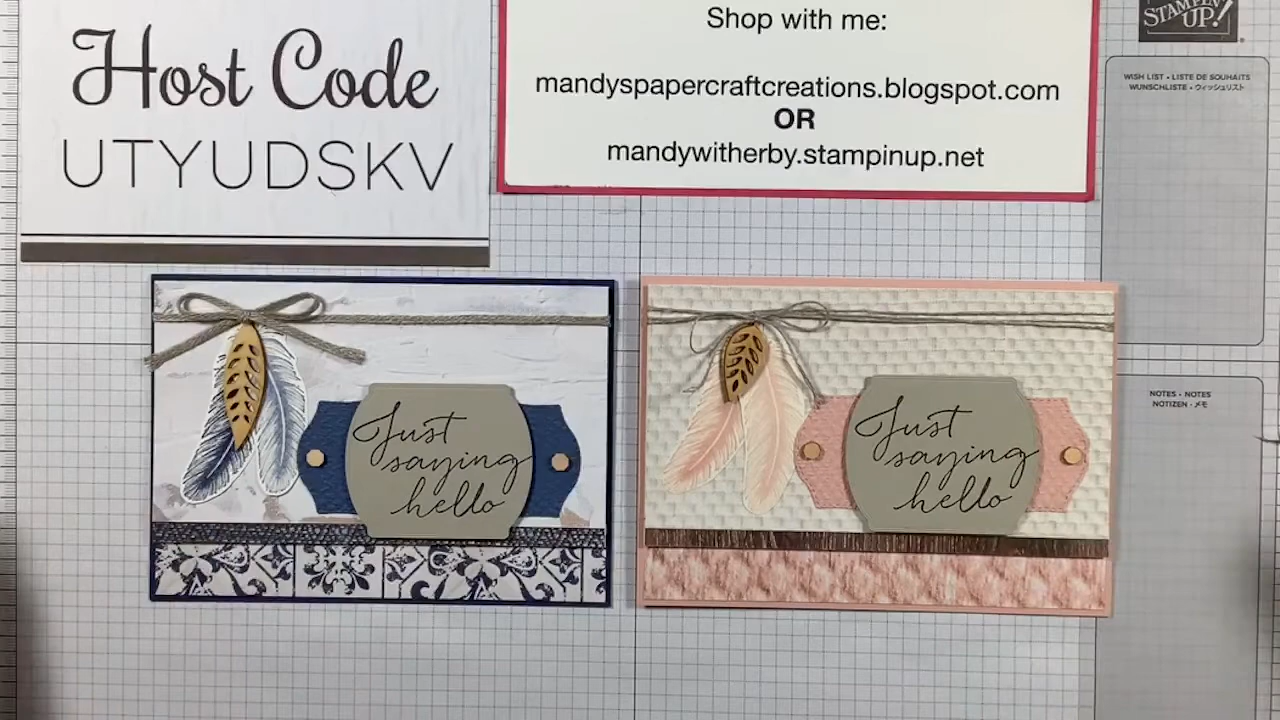 Host Code
UTYUDSKV
Shop with me:
mandyspapercraftcreations.blogspot.com
OR
mandywitherby.stampinup.net
STAMPIN'
UP!
WISH LIST • LISTE DE SOUHAITS
WUNSCHLISTE • ウィッシュリスト
NOTES • NOTES
NOTIZEN • メモ
Just
saying
hello
Just
saying
hello